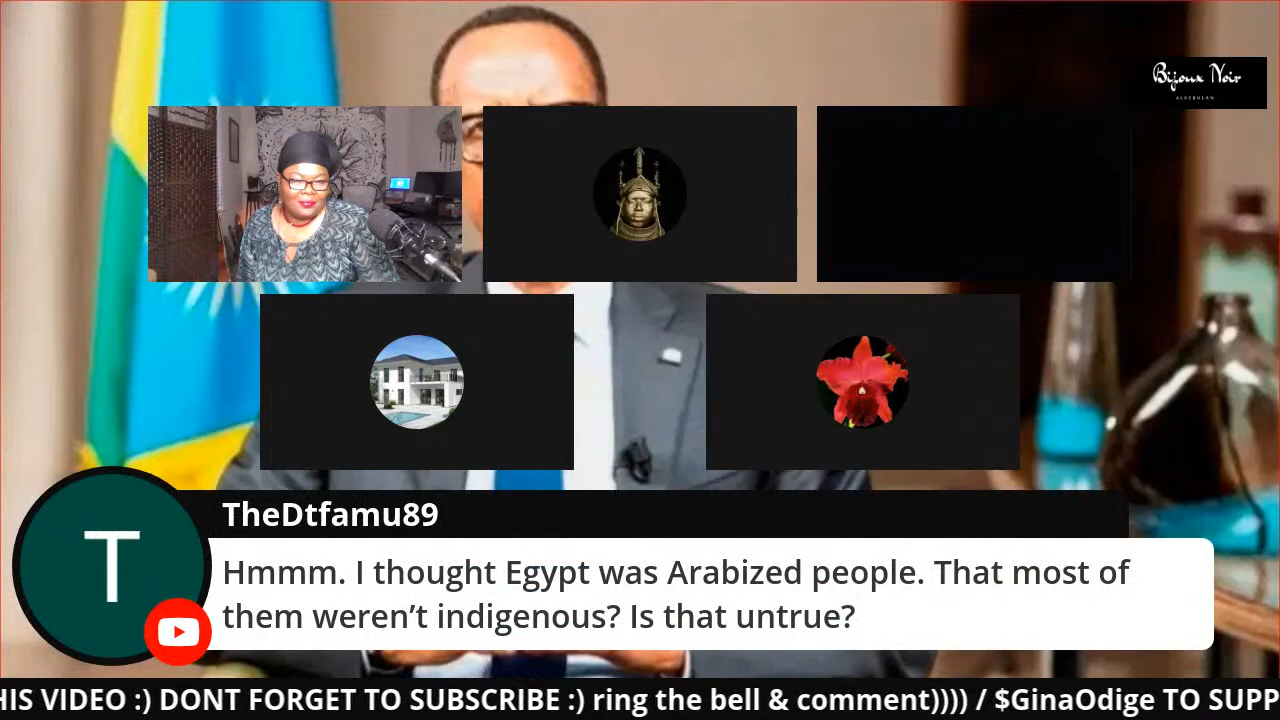 Bijoux Noir
ALKEBULAN
T
TheDtfamu89
Hmmm. I thought Egypt was Arabized people. That most of
them weren’t indigenous? Is that untrue?
HIS VIDEO :) DONT FORGET TO SUBSCRIBE :) ring the bell & comment)))) / $GinaOdige TO SUPP